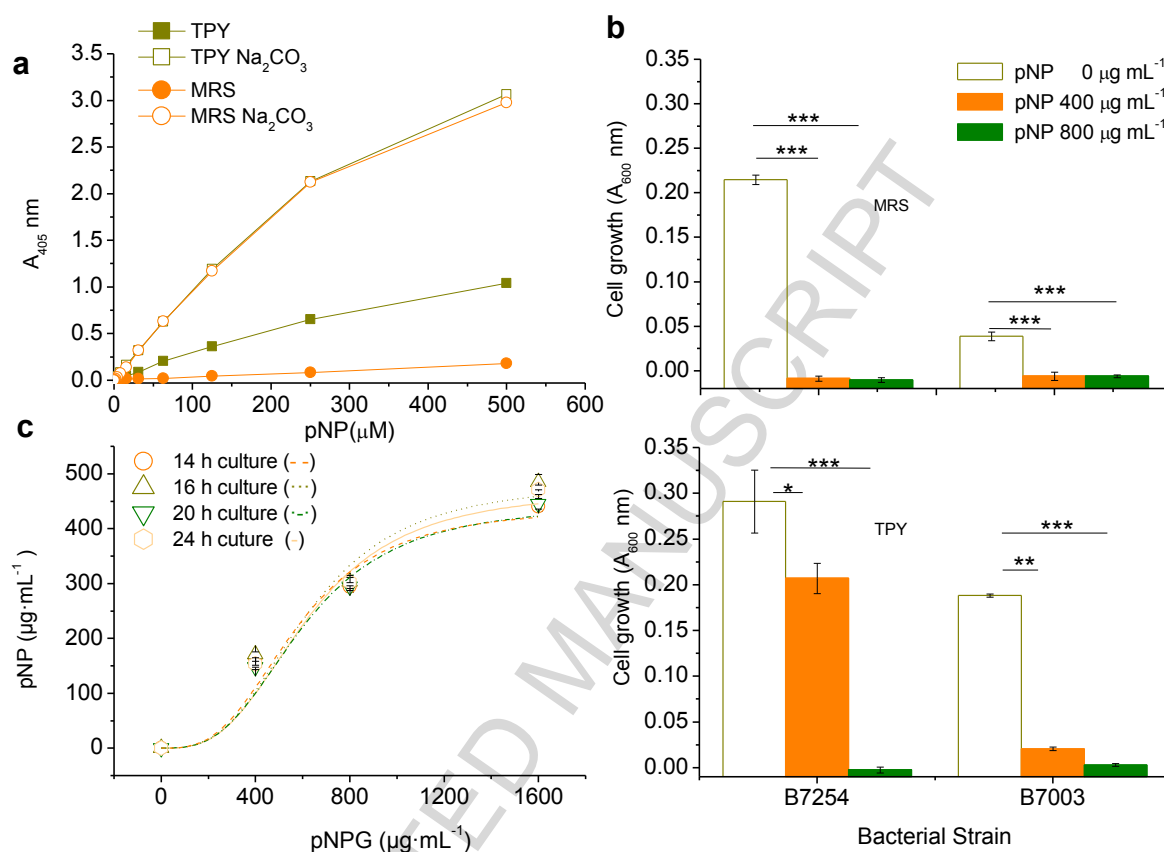 a
TPY
TPY Na₂CO₃
MRS
MRS Na₂CO₃
3.5
3.0
2.5
2.0
1.5
1.0
0.5
0.0
A₄₀₅ nm
0 100 200 300 400 500 600
pNP(μM)
b
pNP 0 μg mL⁻¹
pNP 400 μg mL⁻¹
pNP 800 μg mL⁻¹
0.35
0.30
0.25
0.20
0.15
0.10
0.05
0.00
Cell growth (A₆₀₀ nm)
MRS
***
***
***
***
c
14 h culture (--)
16 h culture (···)
20 h culture (-·-)
24 h cuture (-)
500
400
300
200
100
0
pNP (μg·mL⁻¹)
0 400 800 1200 1600
pNPG (μg·mL⁻¹)
0.35
0.30
0.25
0.20
0.15
0.10
0.05
0.00
Cell growth (A₆₀₀ nm)
TPY
***
*
***
**
B7254 B7003
Bacterial Strain
TED MANUSCRIPT